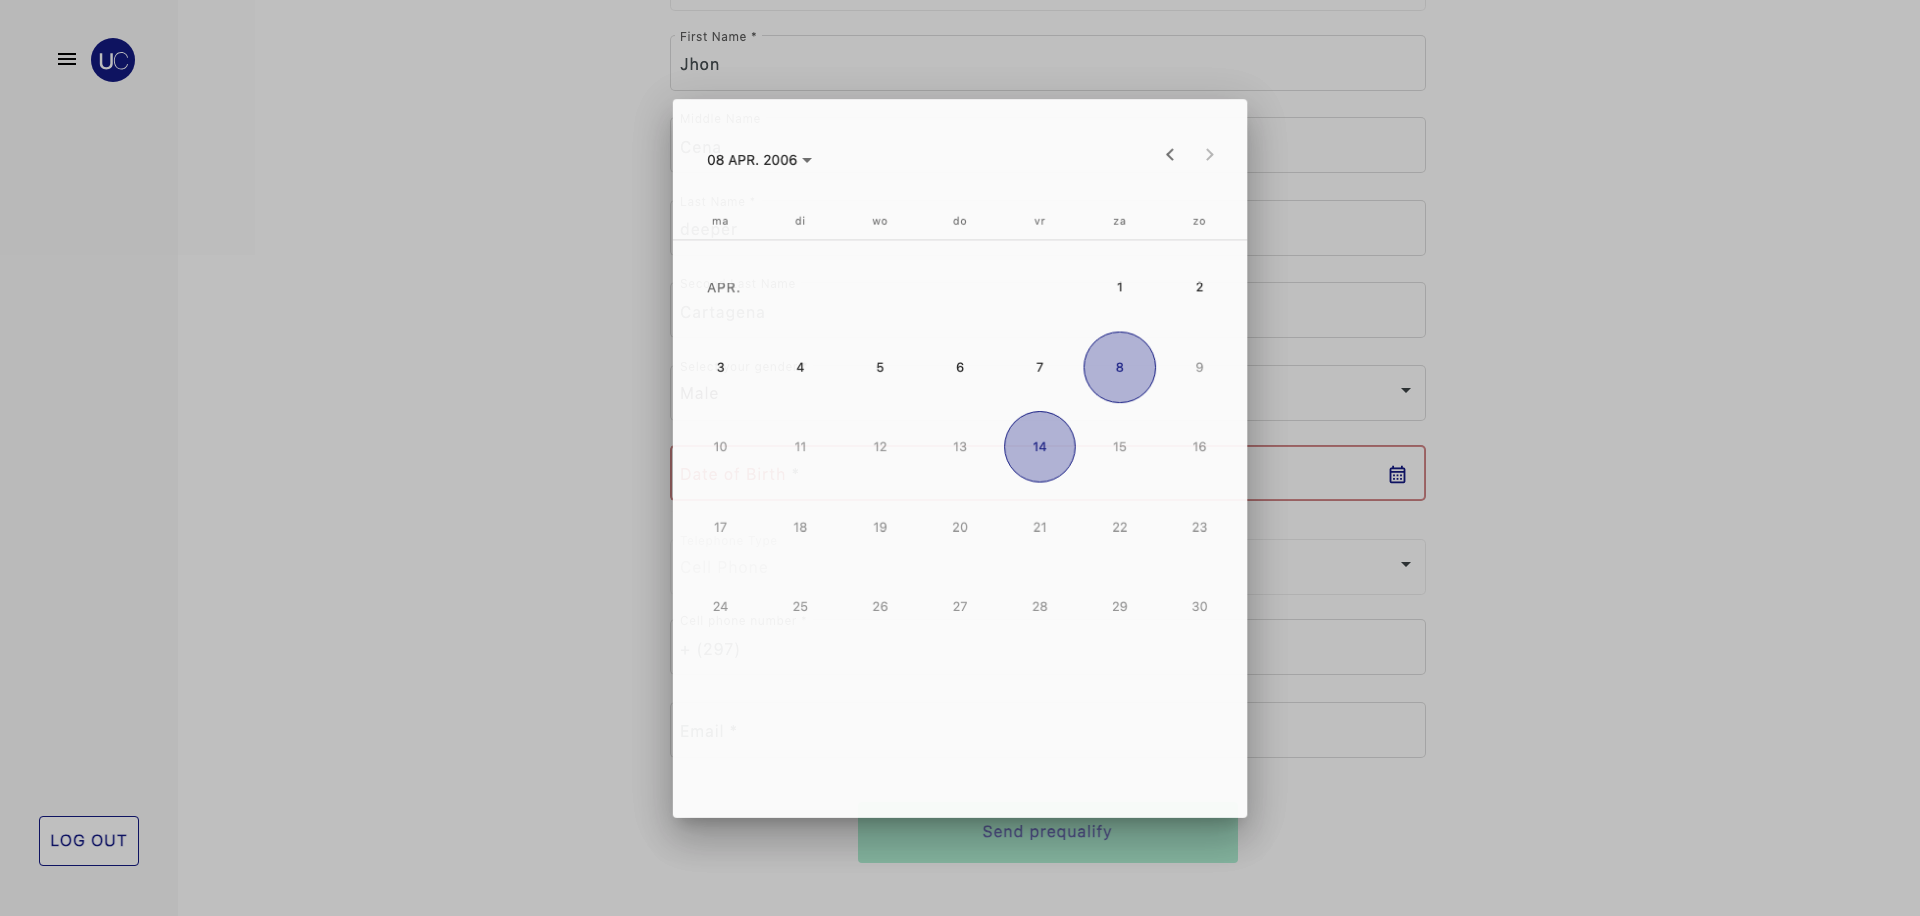 First Name *
Jhon
UC
Middle Name
Cena
08 APR. 2006
Last Name *
ma di wo do vr za zo
deeper
Second Last Name
APR. 1 2
Cartagena
Select your gender
3 4 5 6 7 8 9
Male
10 11 12 13 14 15 16
Date of Birth *
17 18 19 20 21 22 23
Cell Phone
24 25 26 27 28 29 30
Cell phone number *
+ (297)
Email *
Send prequalify
LOG OUT